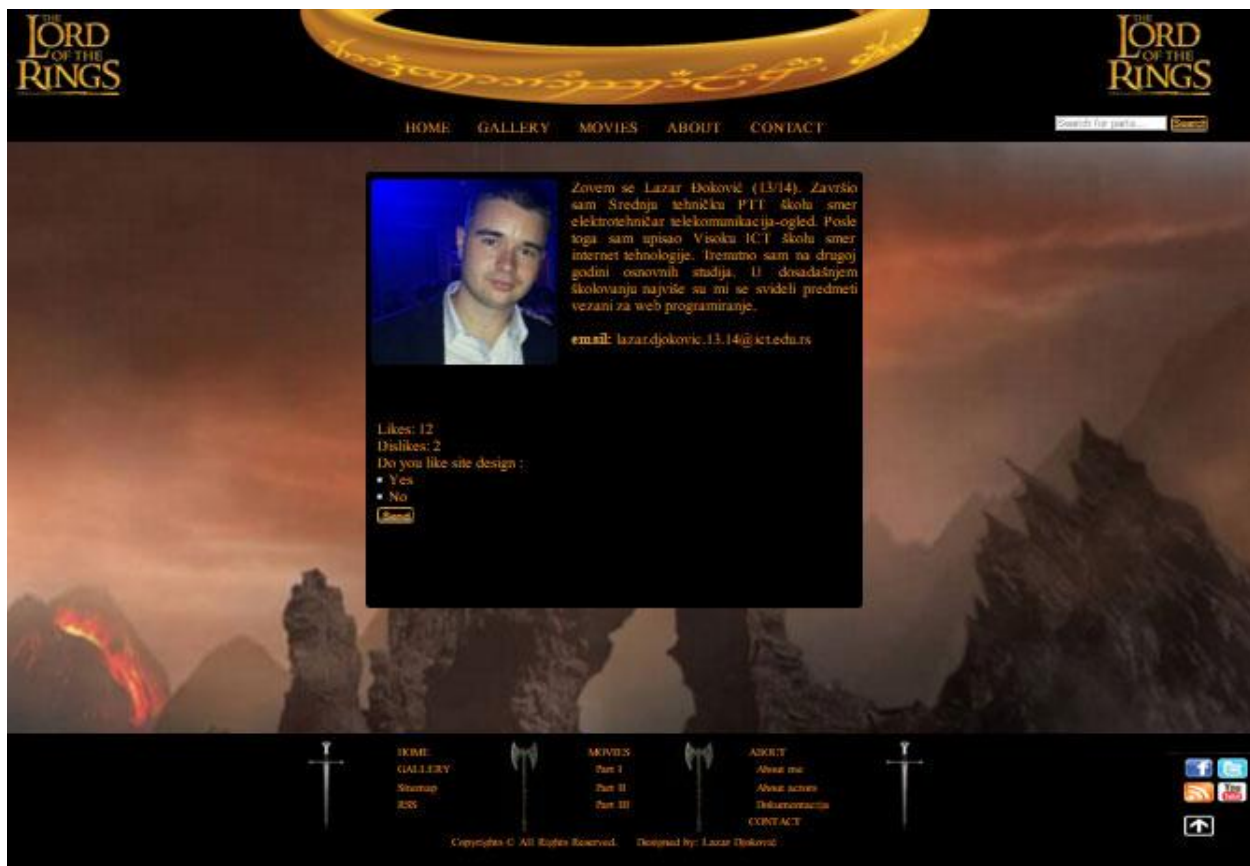 THE
LORD
OF THE
RINGS
THE
LORD
OF THE
RINGS
HOME GALLERY MOVIES ABOUT CONTACT
Search for parts... Search
Zovem se Lazar Đoković (13/14). Završio
sam Srednju tehničku PTT školu smer
elektrotehničar telekomunikacija-ogled. Posle
toga sam upisao Visoku ICT školu smer
internet tehnologije. Trenutno sam na drugoj
godini osnovnih studija. U dosadašnjem
školovanju najviše su mi se svideli predmeti
vezani za web programiranje.
email: lazar.djokovic.13.14@ict.edu.rs
Likes: 12
Dislikes: 2
Do you like site design :
Yes
No
Send
HOME MOVIES ABOUT
GALLERY Part I About me
Sitemap Part II About actors
RSS Part III Dokumentacija
CONTACT
Copyrights © All Rights Reserved. Designed by: Lazar Djoković
You
Tube